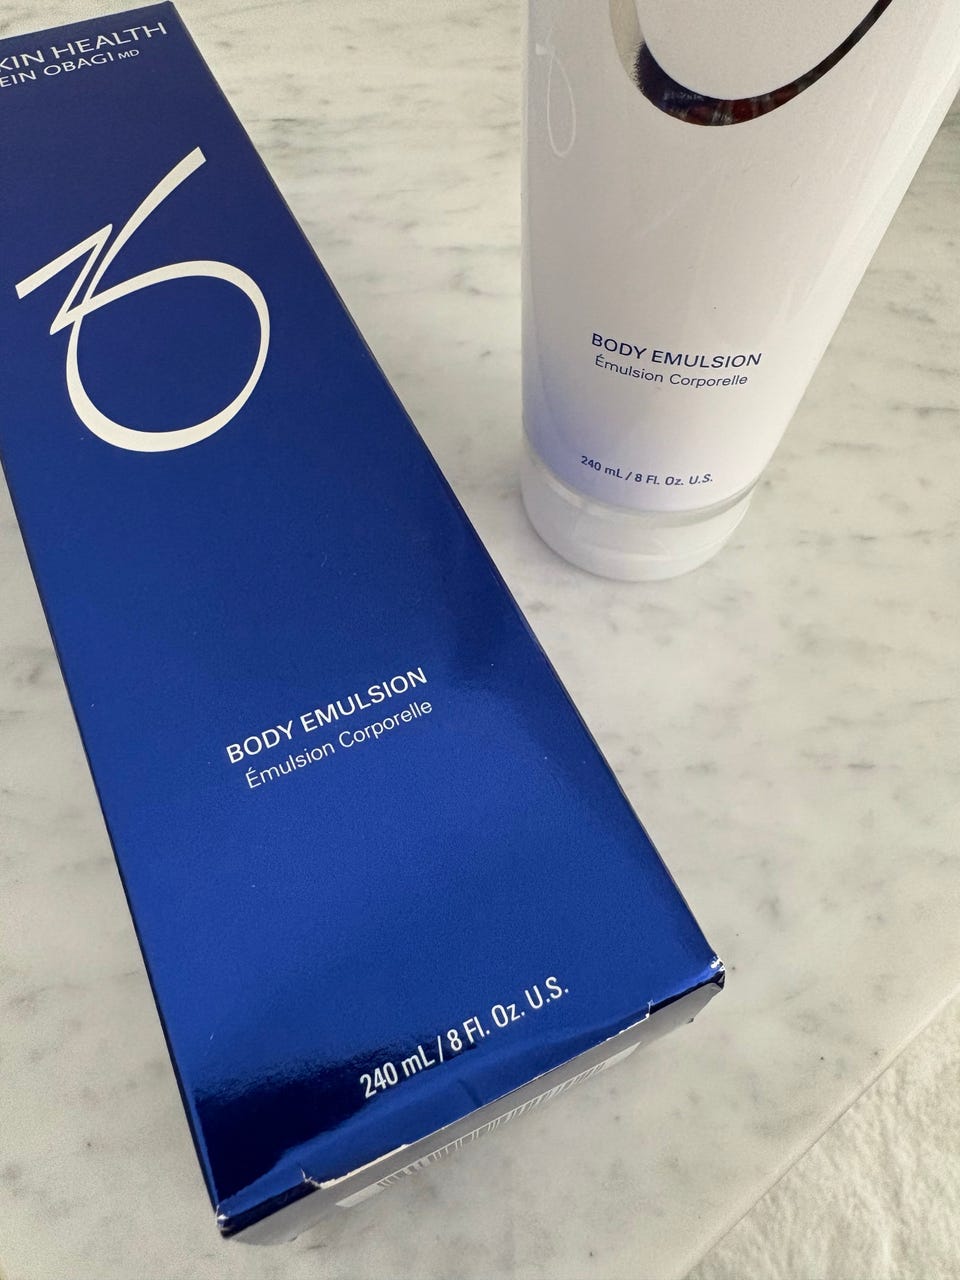 KIN HEALTH
EIN OBAGI MD
ZO
BODY EMULSION
Émulsion Corporelle
240 mL / 8 Fl. Oz. U.S.
BODY EMULSION
Émulsion Corporelle
240 mL / 8 Fl. Oz. U.S.